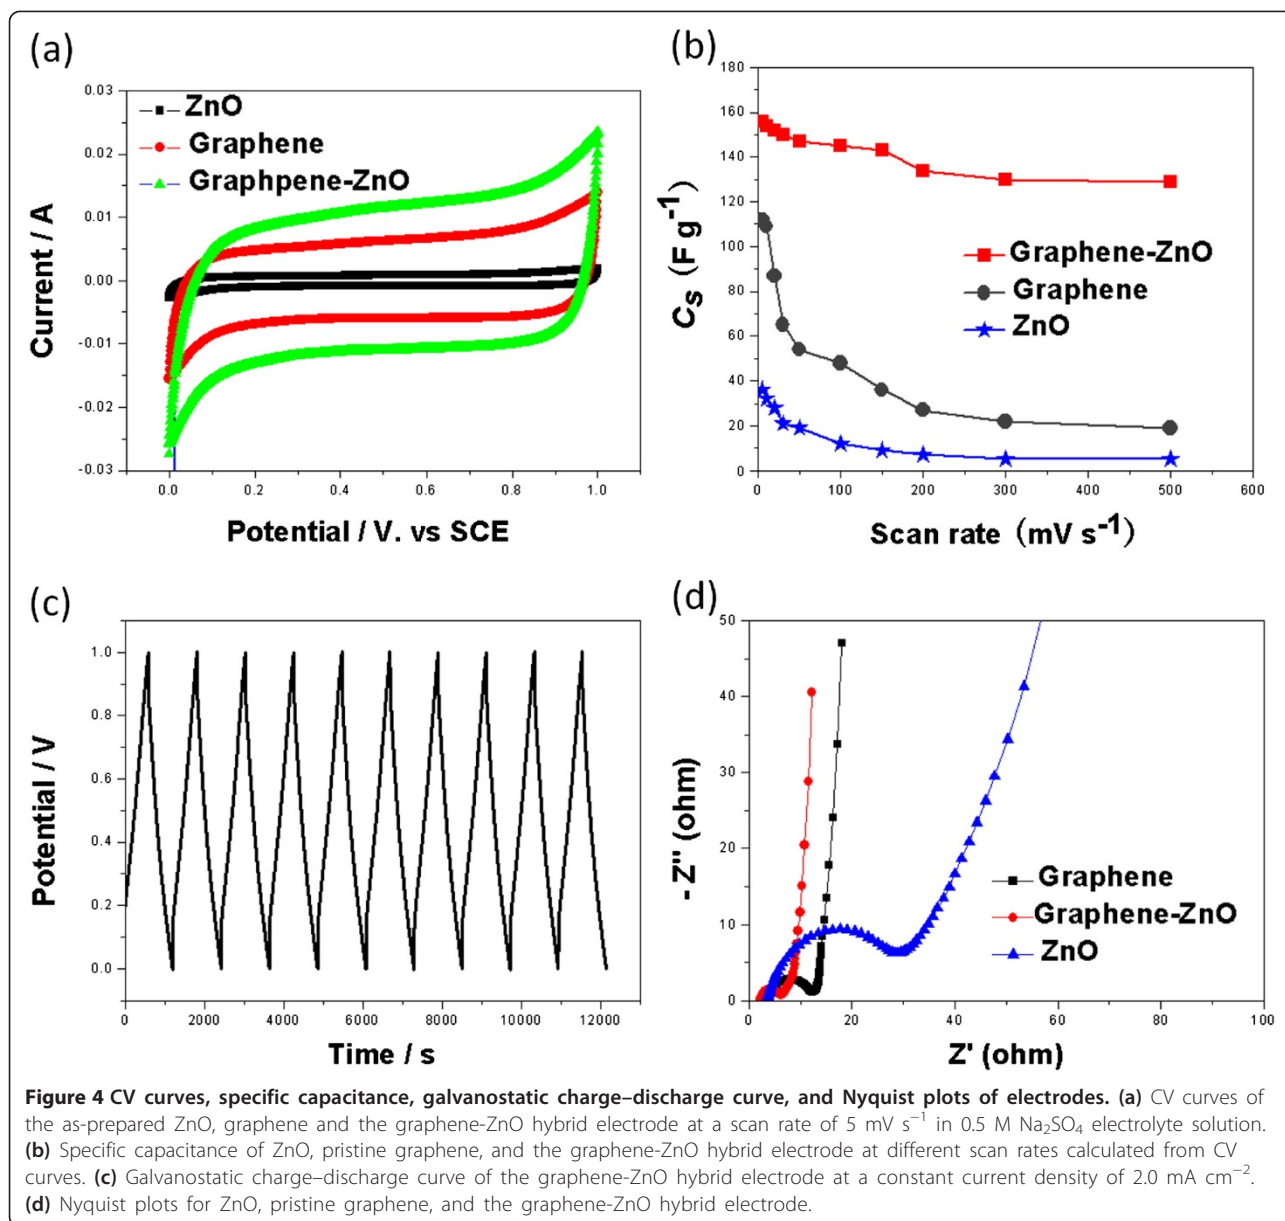 (a)
0.03
0.02
0.01
0.00
-0.01
-0.02
-0.03
Current / A
ZnO
Graphene
Graphpene-ZnO
0.0 0.2 0.4 0.6 0.8 1.0
Potential / V. vs SCE
(b)
180
160
140
120
100
80
60
40
20
0
Cs (F g-1)
Graphene-ZnO
Graphene
ZnO
0 100 200 300 400 500 600
Scan rate (mV s-1)
(c)
1.0
0.8
0.6
0.4
0.2
0.0
Potential / V
0 2000 4000 6000 8000 10000 12000
Time / s
(d)
50
40
30
20
10
0
-Z'' (ohm)
Graphene
Graphene-ZnO
ZnO
0 20 40 60 80 100
Z' (ohm)
Figure 4 CV curves, specific capacitance, galvanostatic charge–discharge curve, and Nyquist plots of electrodes. (a) CV curves of
the as-prepared ZnO, graphene and the graphene-ZnO hybrid electrode at a scan rate of 5 mV s⁻¹ in 0.5 M Na₂SO₄ electrolyte solution.
(b) Specific capacitance of ZnO, pristine graphene, and the graphene-ZnO hybrid electrode at different scan rates calculated from CV
curves. (c) Galvanostatic charge–discharge curve of the graphene-ZnO hybrid electrode at a constant current density of 2.0 mA cm⁻².
(d) Nyquist plots for ZnO, pristine graphene, and the graphene-ZnO hybrid electrode.